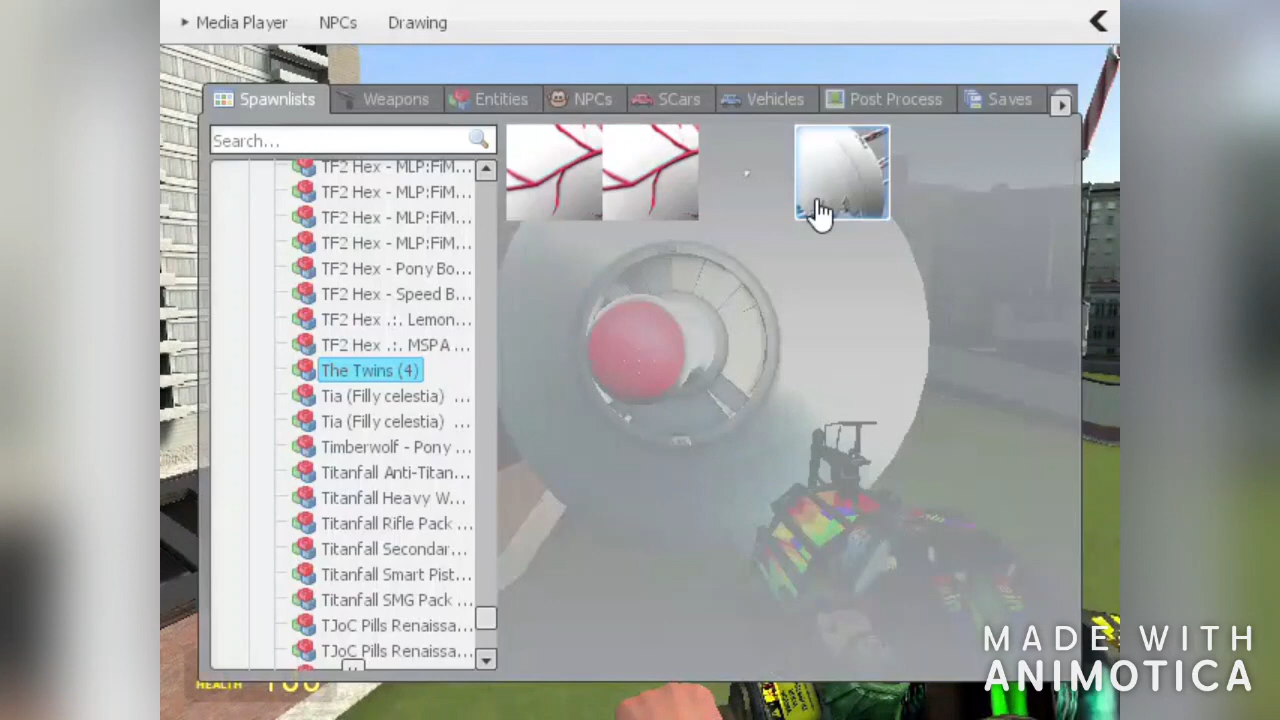 Media Player NPCs Drawing
Spawnlists Weapons Entities NPCs SCars Vehicles Post Process Saves
Search...
TF2 Hex - MLP:FiM...
TF2 Hex - MLP:FiM...
TF2 Hex - MLP:FiM...
TF2 Hex - MLP:FiM...
TF2 Hex - Pony Bo...
TF2 Hex - Speed B...
TF2 Hex .:. Lemon...
TF2 Hex .:. MSPA ...
The Twins (4)
Tia (Filly celestia) ...
Tia (Filly celestia) ...
Timberwolf - Pony ...
Titanfall Anti-Titan...
Titanfall Heavy W...
Titanfall Rifle Pack ...
Titanfall Secondar...
Titanfall Smart Pist...
Titanfall SMG Pack ...
TJoC Pills Renaissa...
TJoC Pills Renaissa...
HEALTH 100
MADE WITH
ANIMOTICA